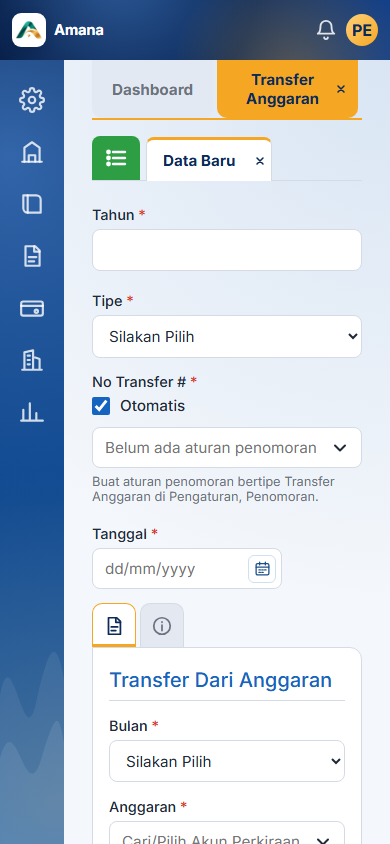 Amana
PE
Dashboard
Transfer
Anggaran
×
Data Baru
×
Tahun *
Tipe *
Silakan Pilih
No Transfer # *
Otomatis
Belum ada aturan penomoran
Buat aturan penomoran bertipe Transfer
Anggaran di Pengaturan, Penomoran.
Tanggal *
dd/mm/yyyy
Transfer Dari Anggaran
Bulan *
Silakan Pilih
Anggaran *
Cari/Pilih Akun Perkiraan